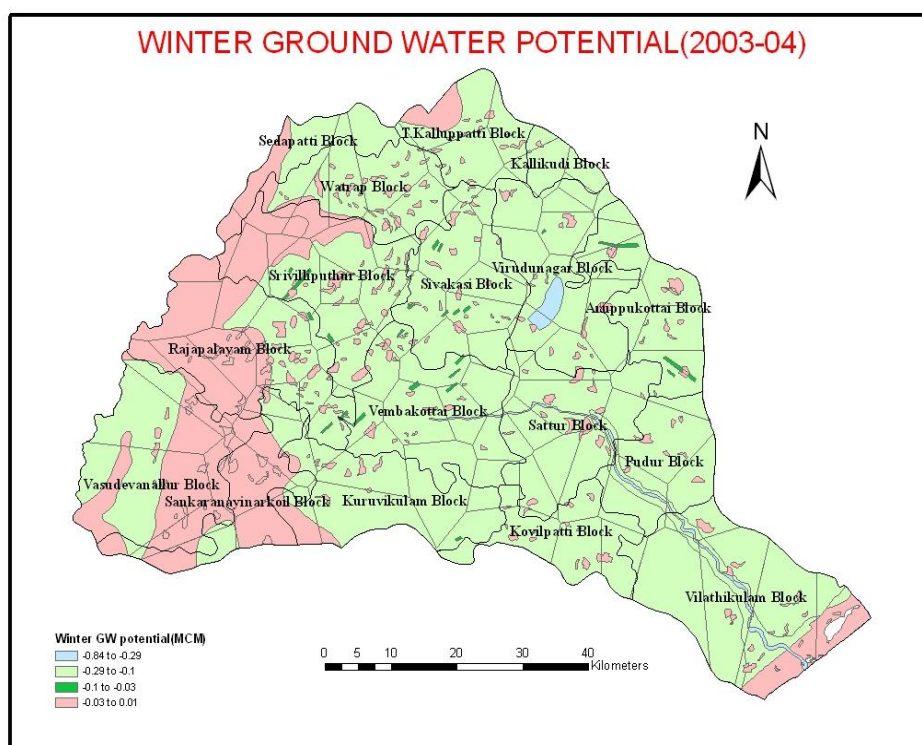 WINTER GROUND WATER POTENTIAL(2003-04)
N
T.Kalluppatti Block
Sedapatti Block
Kallikudi Block
Watrap Block
Virudunagar Block
Srivilliputhur Block
Sivakasi Block
Aruppukottai Block
Rajapalayam Block
Vembakottai Block
Sattur Block
Pudur Block
Vasudevanallur Block
Sankaranavinarkoil Block
Kuruvikulam Block
Kovilpatti Block
Vilathikulam Block
Winter GW potential(MCM)
-0.84 to -0.29
-0.29 to -0.1
-0.1 to -0.03
-0.03 to 0.01
0 5 10 20 30 40
Kilometers